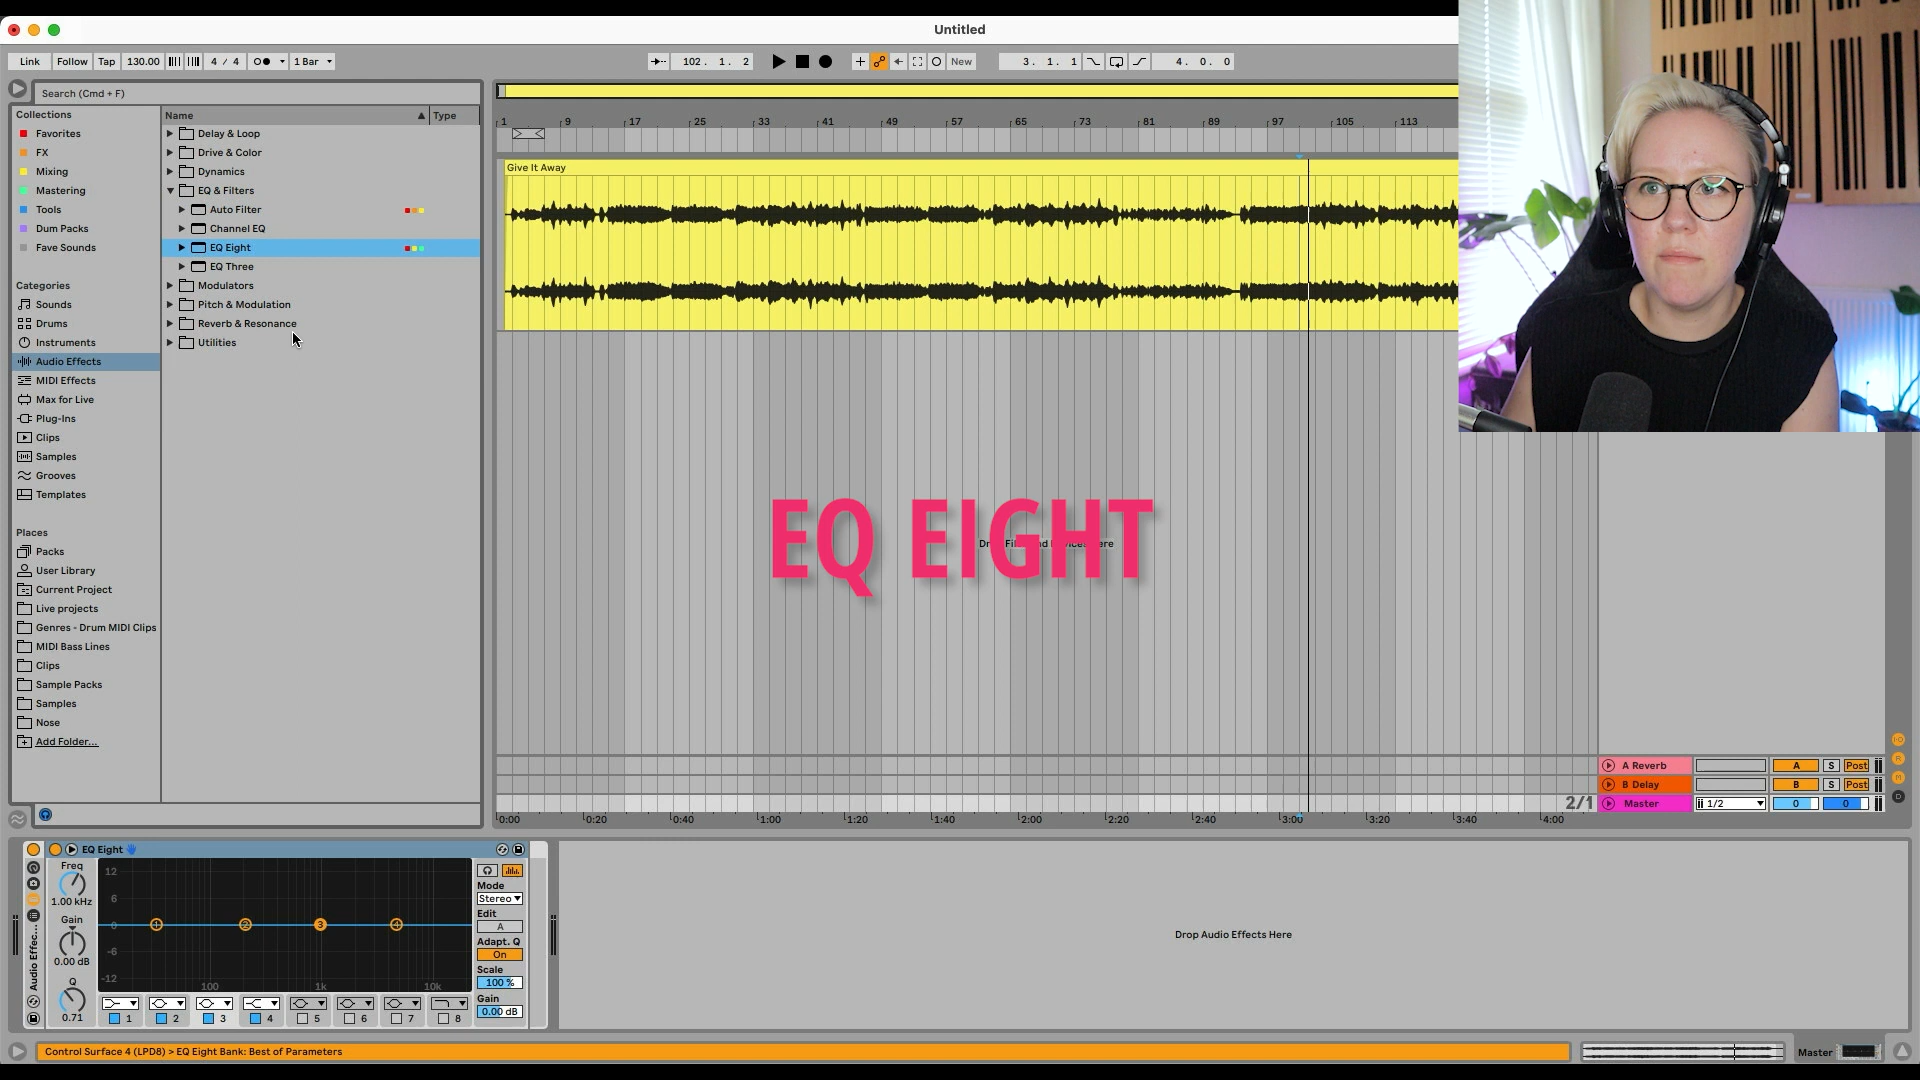 Untitled
Link Follow Tap 130.00 4 / 4 1 Bar 102. 1. 2 New 3. 1. 1 4. 0. 0
Search (Cmd + F)
Collections
Favorites
FX
Mixing
Mastering
Tools
Dum Packs
Fave Sounds
Categories
Sounds
Drums
Instruments
Audio Effects
MIDI Effects
Max for Live
Plug-Ins
Clips
Samples
Grooves
Templates
Places
Packs
User Library
Current Project
Live projects
Genres - Drum MIDI Clips
MIDI Bass Lines
Clips
Sample Packs
Samples
Nose
Add Folder...
Name Type
Delay & Loop
Drive & Color
Dynamics
EQ & Filters
Auto Filter
Channel EQ
EQ Eight
EQ Three
Modulators
Pitch & Modulation
Reverb & Resonance
Utilities
1 9 17 25 33 41 49 57 65 73 81 89 97 105 113
Give It Away
EQ EIGHT
A Reverb A S Post
B Delay B S Post
2/1 Master 1/2 0 0
0:00 0:20 0:40 1:00 1:20 1:40 2:00 2:20 2:40 3:00 3:20 3:40 4:00
EQ Eight
Audio Effec...
Freq
1.00 kHz
Gain
0.00 dB
Q
0.71
12
6
0
-6
-12
1 2 3 4
100 1k 10k
1 2 3 4 5 6 7 8
Mode
Stereo
Edit
A
Adapt. Q
On
Scale
100 %
Gain
0.00 dB
Drop Audio Effects Here
Control Surface 4 (LPD8) > EQ Eight Bank: Best of Parameters
Master